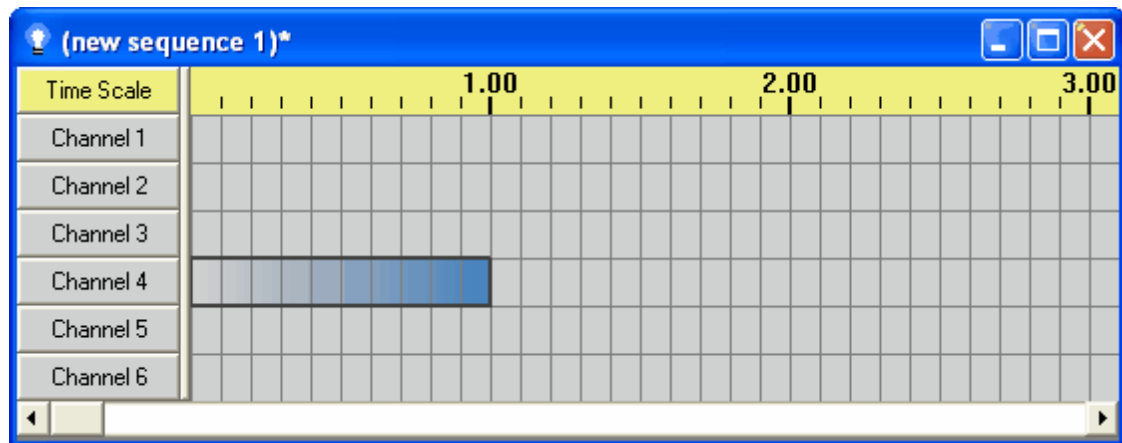 (new sequence 1)*
Time Scale 1.00 2.00 3.00
Channel 1
Channel 2
Channel 3
Channel 4
Channel 5
Channel 6